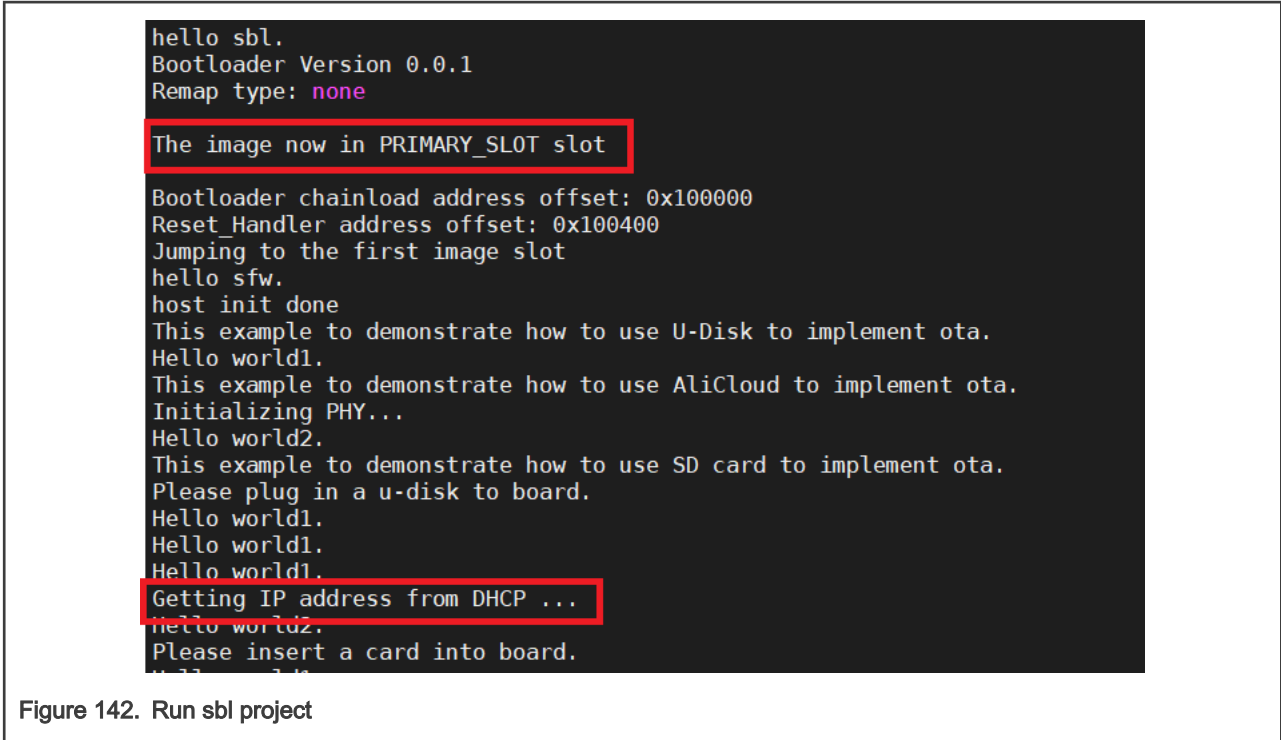 hello sbl.
Bootloader Version 0.0.1
Remap type: none
The image now in PRIMARY_SLOT slot
Bootloader chainload address offset: 0x100000
Reset_Handler address offset: 0x100400
Jumping to the first image slot
hello sfw.
host init done
This example to demonstrate how to use U-Disk to implement ota.
Hello world1.
This example to demonstrate how to use AliCloud to implement ota.
Initializing PHY...
Hello world2.
This example to demonstrate how to use SD card to implement ota.
Please plug in a u-disk to board.
Hello world1.
Hello world1.
Hello world1.
Getting IP address from DHCP ...
Hello world2.
Please insert a card into board.
Figure 142. Run sbl project